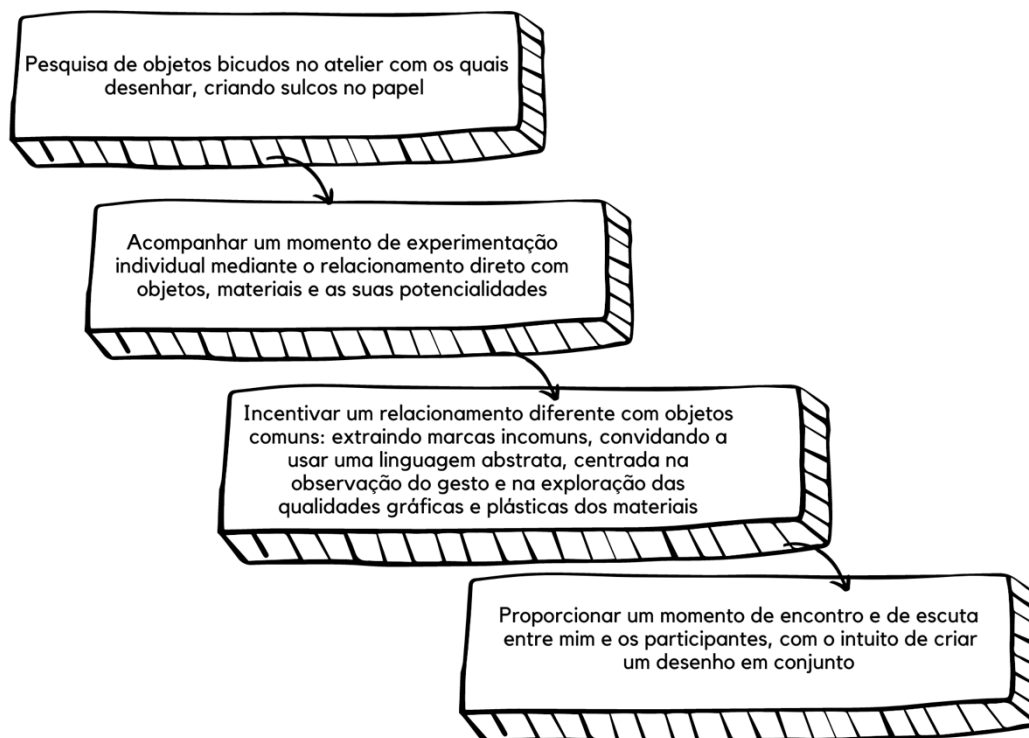 Pesquisa de objetos bicudos no atelier com os quais
desenhar, criando sulcos no papel
Acompanhar um momento de experimentação
individual mediante o relacionamento direto com
objetos, materiais e as suas potencialidades
Incentivar um relacionamento diferente com objetos
comuns: extraindo marcas incomuns, convidando a
usar uma linguagem abstrata, centrada na
observação do gesto e na exploração das
qualidades gráficas e plásticas dos materiais
Proporcionar um momento de encontro e de escuta
entre mim e os participantes, com o intuito de criar
um desenho em conjunto